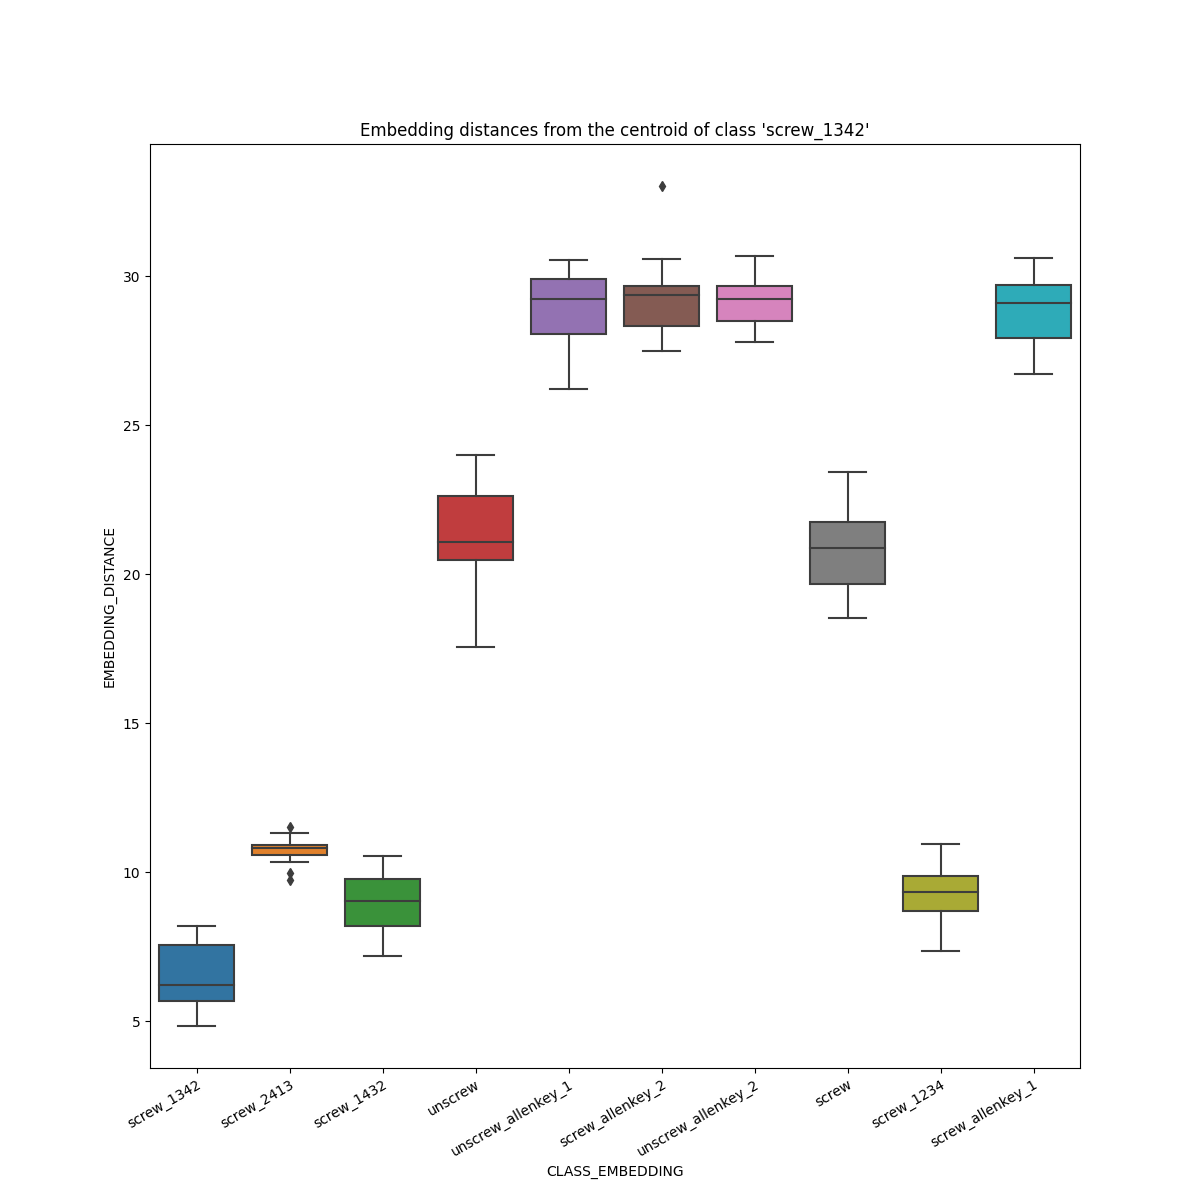 Embedding distances from the centroid of class 'screw_1342'
EMBEDDING_DISTANCE
30
25
20
15
10
5
screw_1342
screw_2413
screw_1432
unscrew
unscrew_allenkey_1
screw_allenkey_2
unscrew_allenkey_2
screw
screw_1234
screw_allenkey_1
CLASS_EMBEDDING